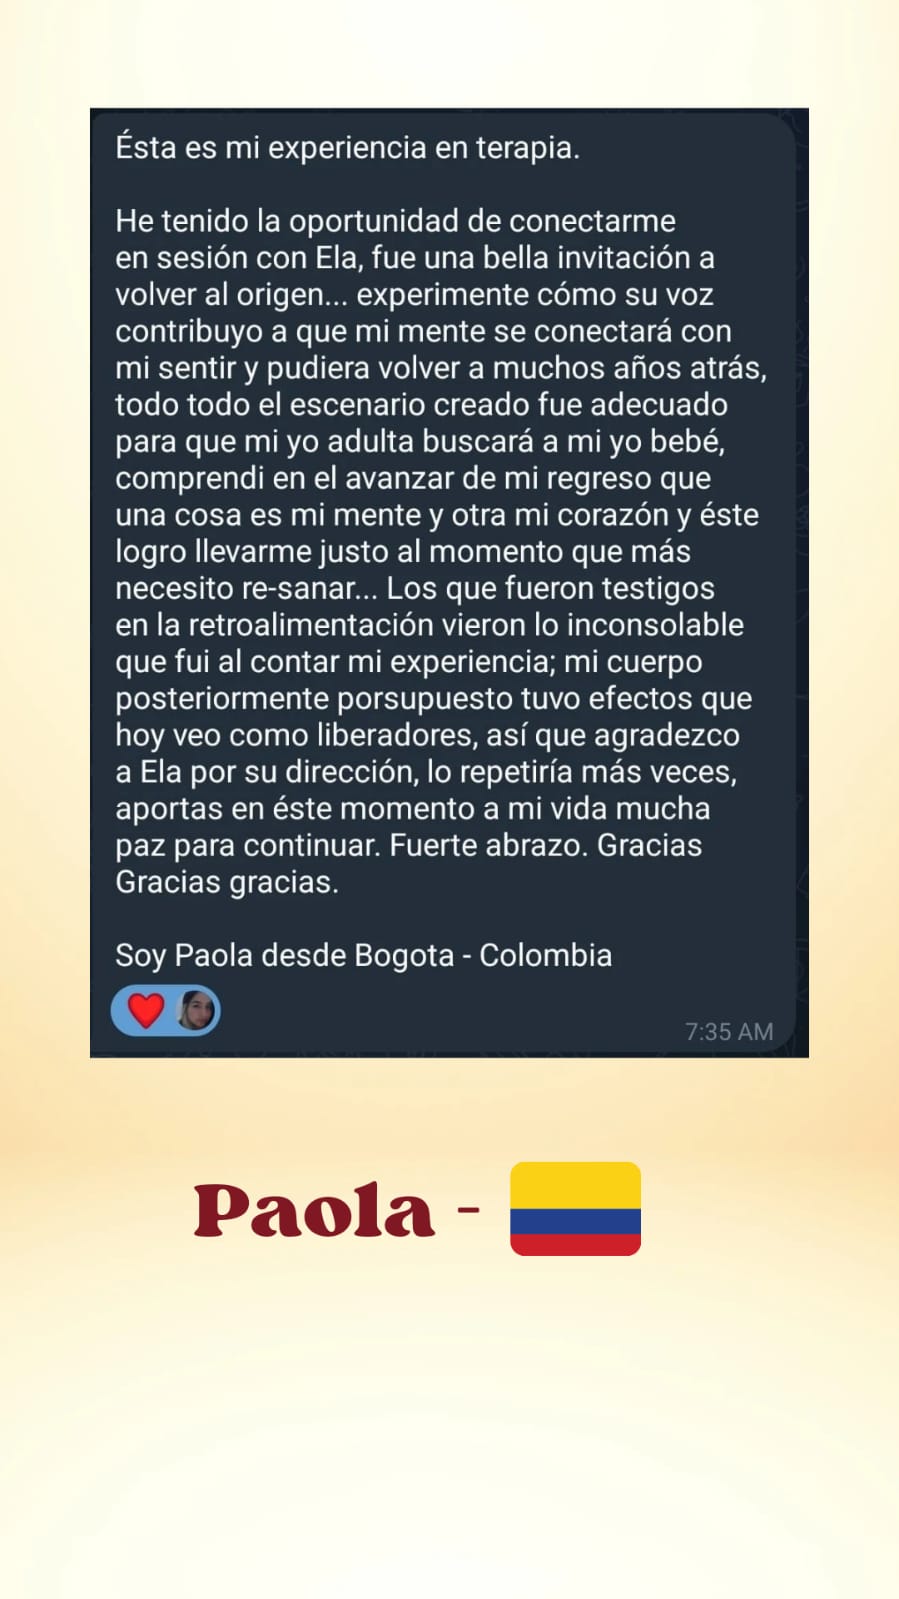 Ésta es mi experiencia en terapia.
He tenido la oportunidad de conectarme
en sesión con Ela, fue una bella invitación a
volver al origen... experimente cómo su voz
contribuyo a que mi mente se conectará con
mi sentir y pudiera volver a muchos años atrás,
todo todo el escenario creado fue adecuado
para que mi yo adulta buscará a mi yo bebé,
comprendi en el avanzar de mi regreso que
una cosa es mi mente y otra mi corazón y éste
logro llevarme justo al momento que más
necesito re-sanar... Los que fueron testigos
en la retroalimentación vieron lo inconsolable
que fui al contar mi experiencia; mi cuerpo
posteriormente porsupuesto tuvo efectos que
hoy veo como liberadores, así que agradezco
a Ela por su dirección, lo repetiría más veces,
aportas en éste momento a mi vida mucha
paz para continuar. Fuerte abrazo. Gracias
Gracias gracias.
Soy Paola desde Bogota - Colombia
7:35 AM
Paola -